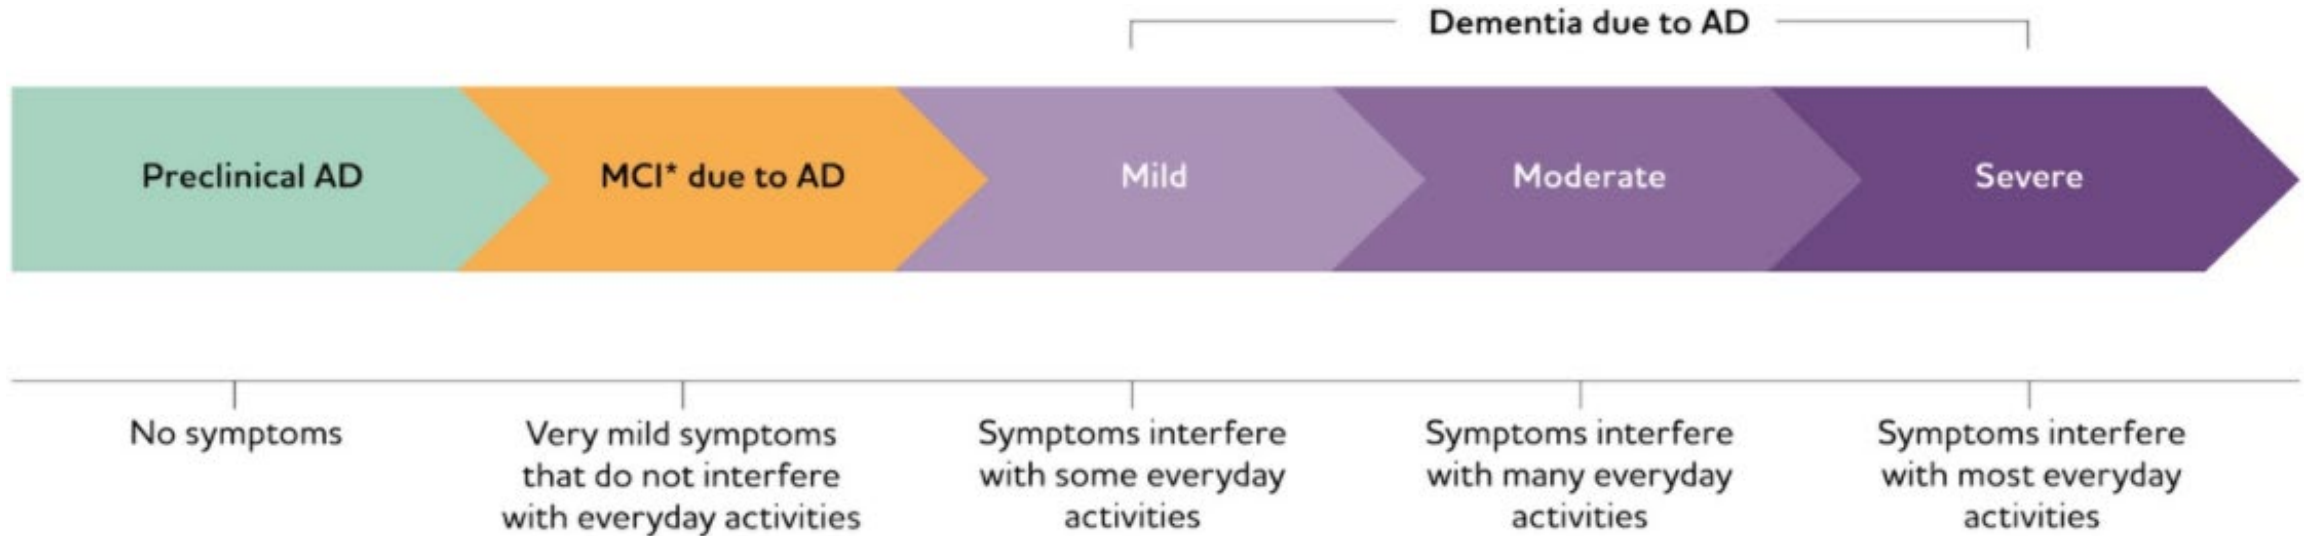 Dementia due to AD
Preclinical AD
MCI* due to AD
Mild
Moderate
Severe
No symptoms
Very mild symptoms
that do not interfere
with everyday activities
Symptoms interfere
with some everyday
activities
Symptoms interfere
with many everyday
activities
Symptoms interfere
with most everyday
activities